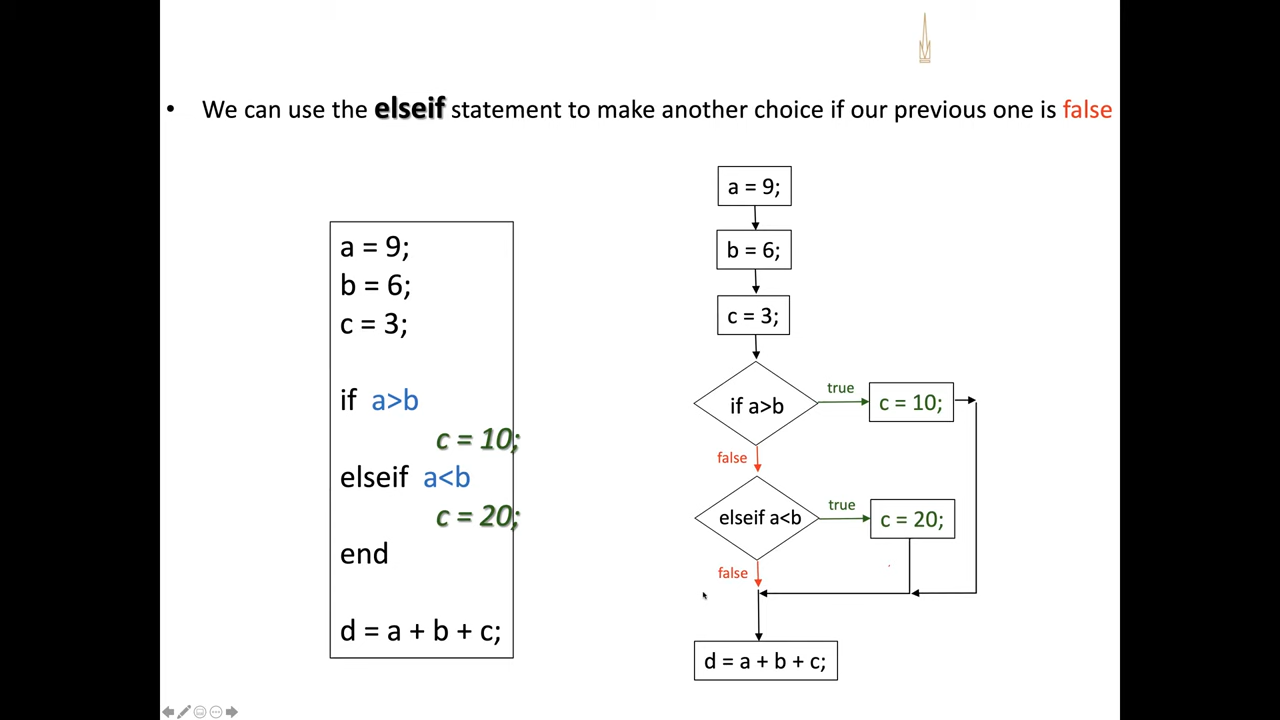 • We can use the elseif statement to make another choice if our previous one is false
a = 9;
b = 6;
c = 3;
if a>b
c = 10;
elseif a<b
c = 20;
end
d = a + b + c;
a = 9;
b = 6;
c = 3;
if a>b
true
c = 10;
false
elseif a<b
true
c = 20;
false
d = a + b + c;